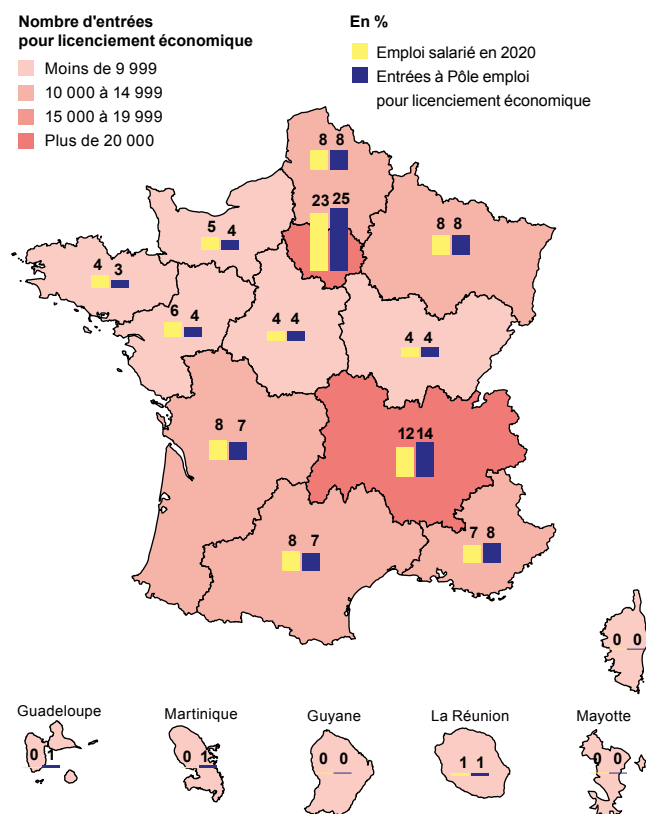 Nombre d'entrées
pour licenciement économique
Moins de 9 999
10 000 à 14 999
15 000 à 19 999
Plus de 20 000
En %
Emploi salarié en 2020
Entrées à Pôle emploi
pour licenciement économique
8 8
23 25
5 4
8 8
4 3
6 4
4 4
4 4
8 7
12 14
8 7
7 8
0 0
Guadeloupe
0 1
Martinique
0 1
Guyane
0 0
La Réunion
1 1
Mayotte
0 0